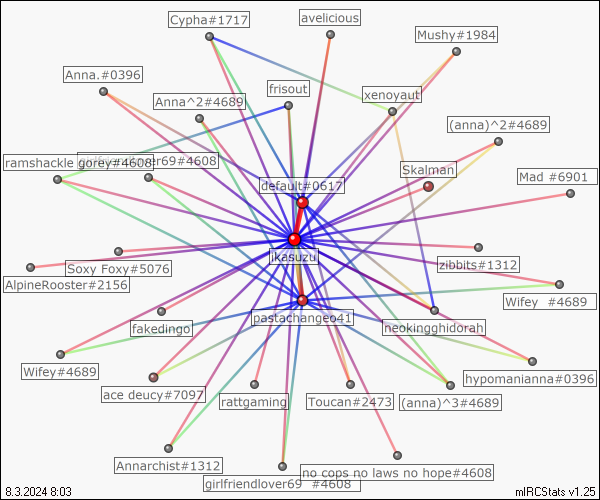 avelicious
Cypha#1717
Mushy#1984
Anna.#0396
frisout
xenoyaut
Anna^2#4689
(anna)^2#4689
ramshackle gorey#4608
er69#4608
Skalman
default#0617
Mad #6901
ikasuzu
zibbits#1312
Soxy Foxy#5076
AlpineRooster#2156
Wifey #4689
pastachangeo41
fakedingo
neokingghidorah
Wifey#4689
hypomanianna#0396
ace deucy#7097
rattgaming
Toucan#2473
(anna)^3#4689
Annarchist#1312
no cops no laws no hope#4608
girlfriendlover69 #4608
8.3.2024 8:03
mIRCStats v1.25